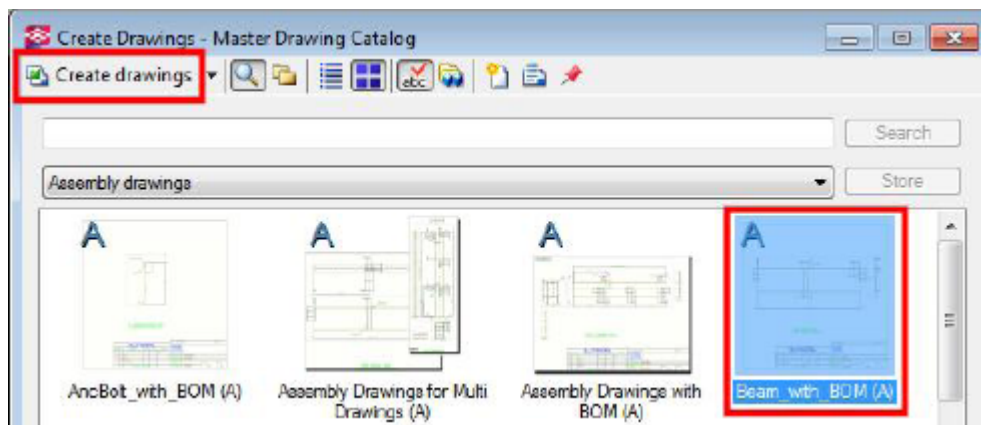 Create Drawings - Master Drawing Catalog
Create drawings
abc
Search
Assembly drawings
Store
A
A
A
A
AncBolt_with_BOM (A)
Assembly Drawings for Multi
Drawings (A)
Assembly Drawings with
BOM (A)
Beam_with_BOM (A)